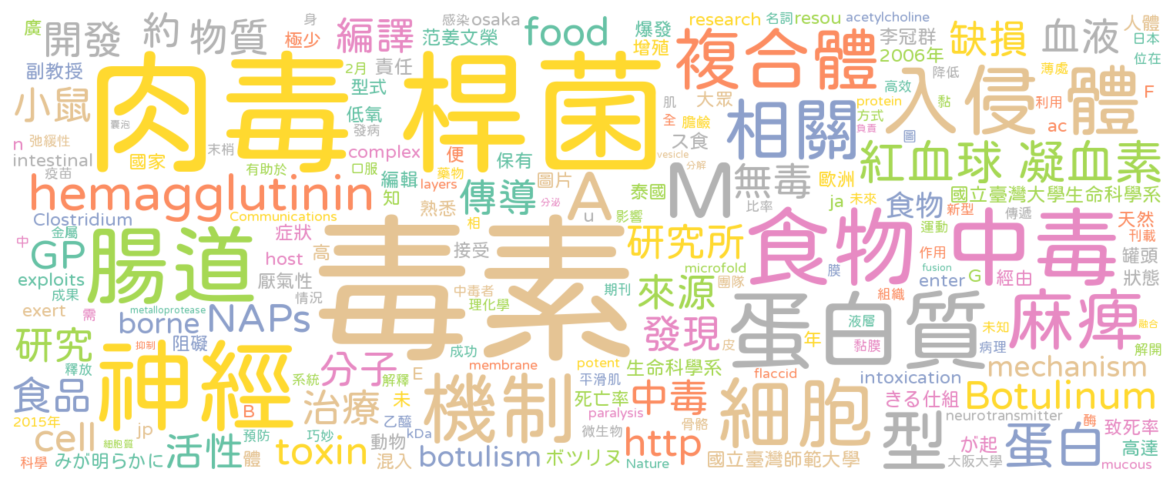 廣 開發 約 物質 極少 身 編譯 感染 osaka 范姜文榮 food 爆發 增殖 research 名詞 resou acetylcholine 李冠群 2006年 缺損 血液 人體 日本 位在
副教授 肉毒桿菌 2月 責任 型式 低氧 發病 肌 大眾 全 膽鹼 複合體 降低 高效 protein 黏 方式 負責 圖 入侵體 薄處 利用 F ac
小鼠 n 弛緩性 囊泡 intestinal 疫苗 國家 末梢 有助於 口服 complex 藥物 便 保有 ス食 vesicle 分解 相關 紅血球 凝血素
hemagglutinin layers 編輯 知 傳導 熟悉 相 圖片 分泌 A u 影響 泰國 M 無毒 比率 歐洲 ja 未來 食物 新型 國立臺灣大學生命科學系 傳遞 運動 天然 刊載
Clostridium Communications 中 金屬 GP 腸道 症狀 高 host 厭氣性 情況 毒素 接受 中毒者 理化學 期刊 研究所 microfold 團隊 來源 食物中毒 膜 作用 fusion enter G 經由 組織 罐頭 狀態
exploits 成果 exert 需 metalloprotease borne NAPs 阻礙 發現 皮 年 蛋白質 液層 黏膜 未知 病理 麻痺 融合 解開
研究 釋放 神經 抑制 系統 解釋 分子 成功 E 未 membrane 機制 potent 平滑肌 生命科學系 死亡率 flaccid paralysis 骨骼 中毒 細胞 intoxication mechanism Botulinum
食品 2015年 B 治療 乙醯 きる仕組 neurotransmitter 酶 致死率
cell jp 細胞質 科學 みが明らかに 活性 體 預防 toxin 巧妙 動物 混入 kDa botulism 微生物 ボツリヌ Nature http 國立臺灣師範大學 型 が起 大阪大學 蛋白 高達 mucous